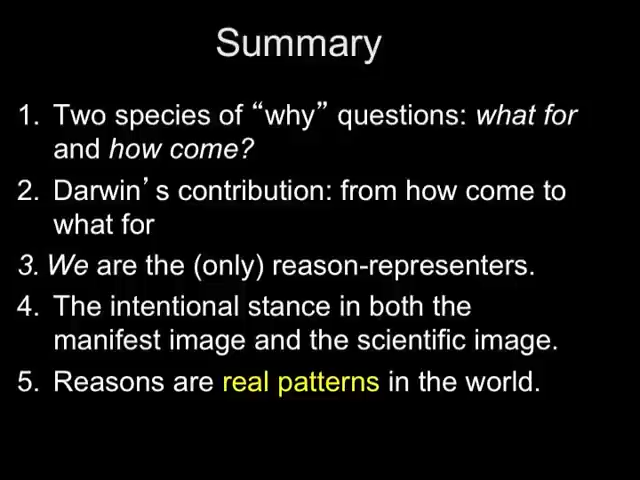 Summary
1. Two species of “why” questions: what for
and how come?
2. Darwin’s contribution: from how come to
what for
3. We are the (only) reason-representers.
4. The intentional stance in both the
manifest image and the scientific image.
5. Reasons are real patterns in the world.